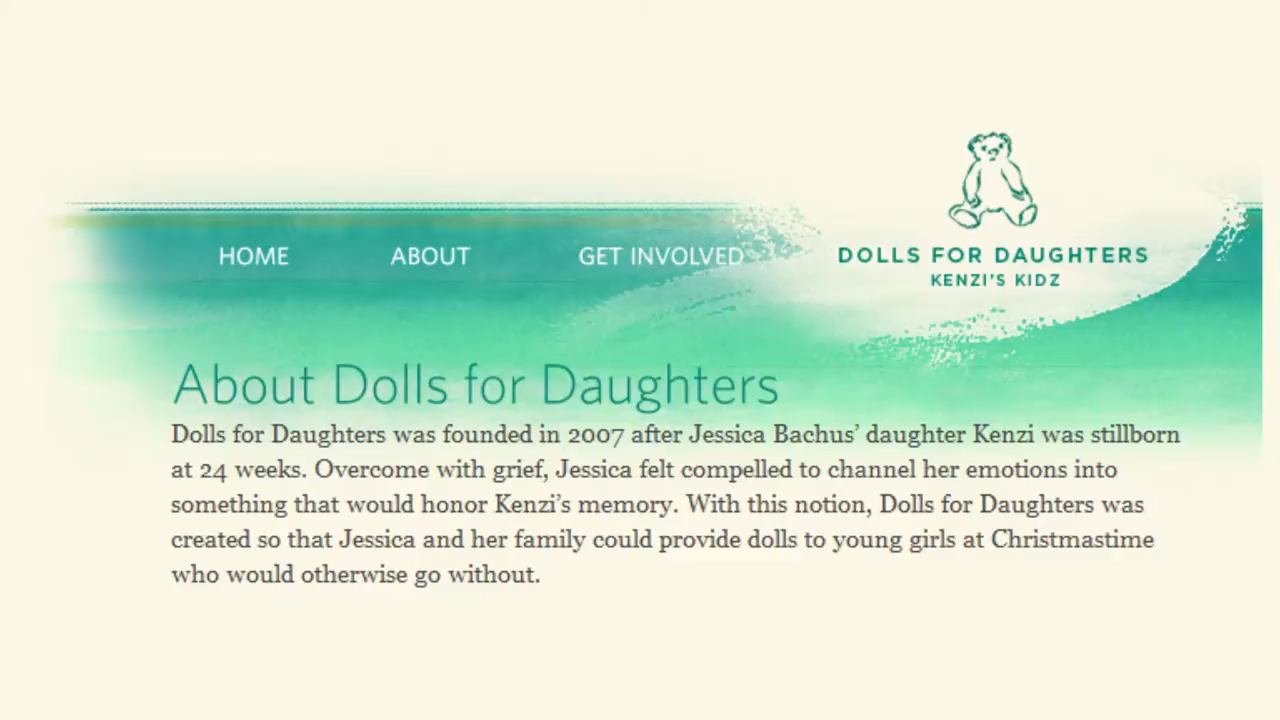 HOME ABOUT GET INVOLVED
DOLLS FOR DAUGHTERS
KENZI'S KIDZ
About Dolls for Daughters
Dolls for Daughters was founded in 2007 after Jessica Bachus’ daughter Kenzi was stillborn
at 24 weeks. Overcome with grief, Jessica felt compelled to channel her emotions into
something that would honor Kenzi’s memory. With this notion, Dolls for Daughters was
created so that Jessica and her family could provide dolls to young girls at Christmastime
who would otherwise go without.